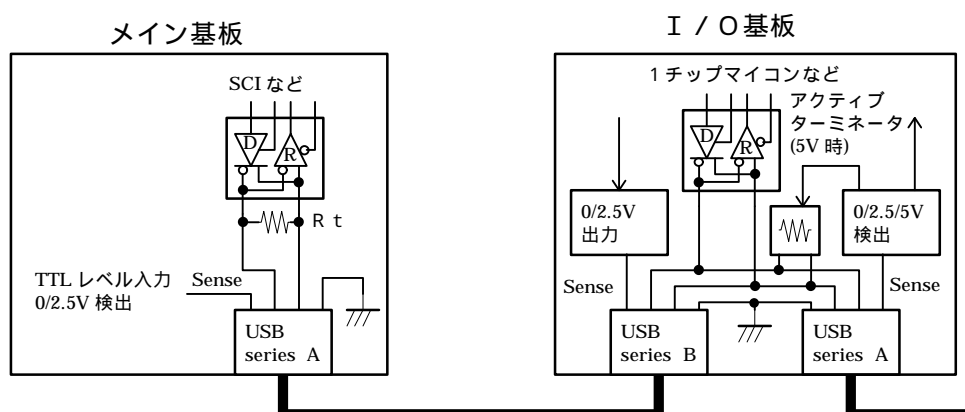 メイン基板
SCI など
D
R
Rt
TTL レベル入力
0/2.5V 検出
Sense
USB
series A
I/O基板
1チップマイコンなど
アクティブ
ターミネータ
(5V 時)
D
R
0/2.5V
出力
0/2.5/5V
検出
Sense
Sense
USB
series B
USB
series A